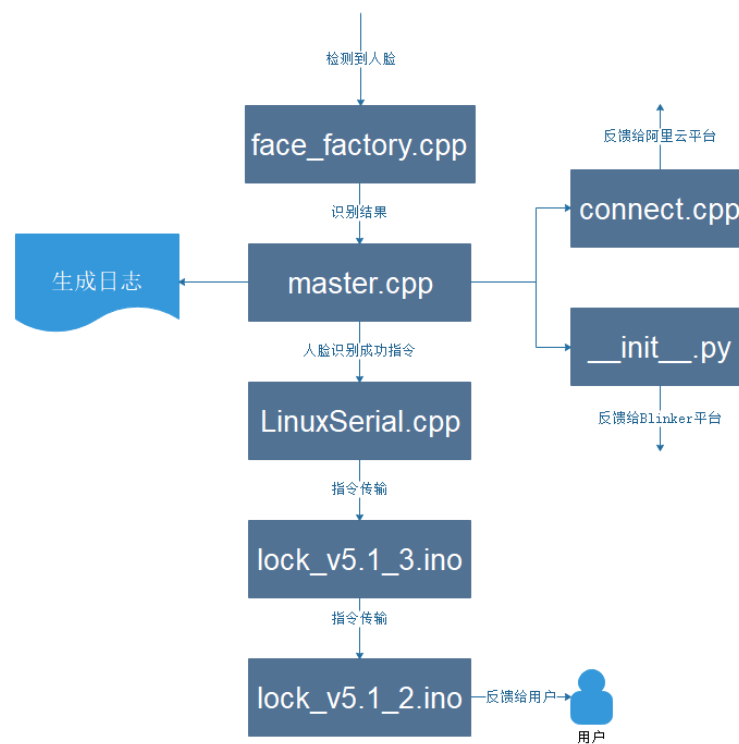 检测到人脸
face_factory.cpp
反馈给阿里云平台
识别结果
connect.cpp
生成日志
master.cpp
__init__.py
人脸识别成功指令
LinuxSerial.cpp
反馈给Blinker平台
指令传输
lock_v5.1_3.ino
指令传输
lock_v5.1_2.ino
反馈给用户
用户